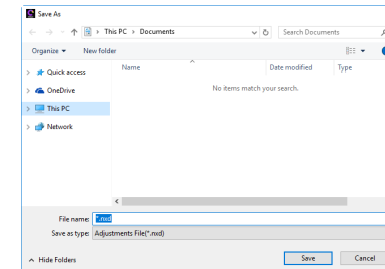 Save As
This PC > Documents
Search Documents
Organize
New folder
Name
Date modified
Type
Quick access
No items match your search.
OneDrive
This PC
Network
File name: *.nxd
Save as type: Adjustments File(*.nxd)
Hide Folders
Save
Cancel